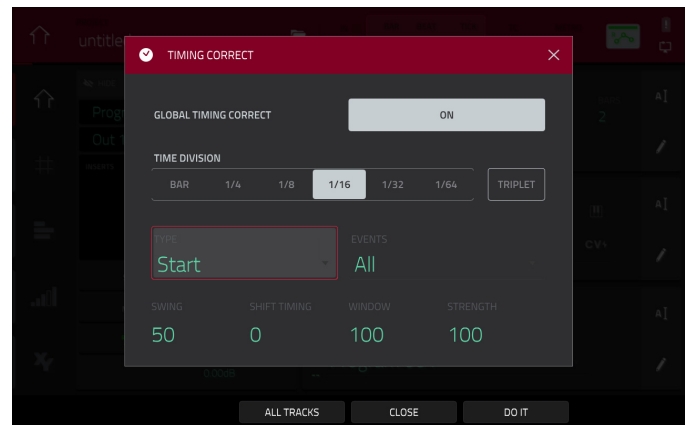 untitle
TIMING CORRECT
Progr
2
Out 1
GLOBAL TIMING CORRECT
ON
TIME DIVISION
BAR 1/4 1/8 1/16 1/32 1/64 TRIPLET
TYPE
Start
EVENTS
All
SWING
50
SHIFT TIMING
0
WINDOW
100
STRENGTH
100
0.00dB
ALL TRACKS CLOSE DO IT